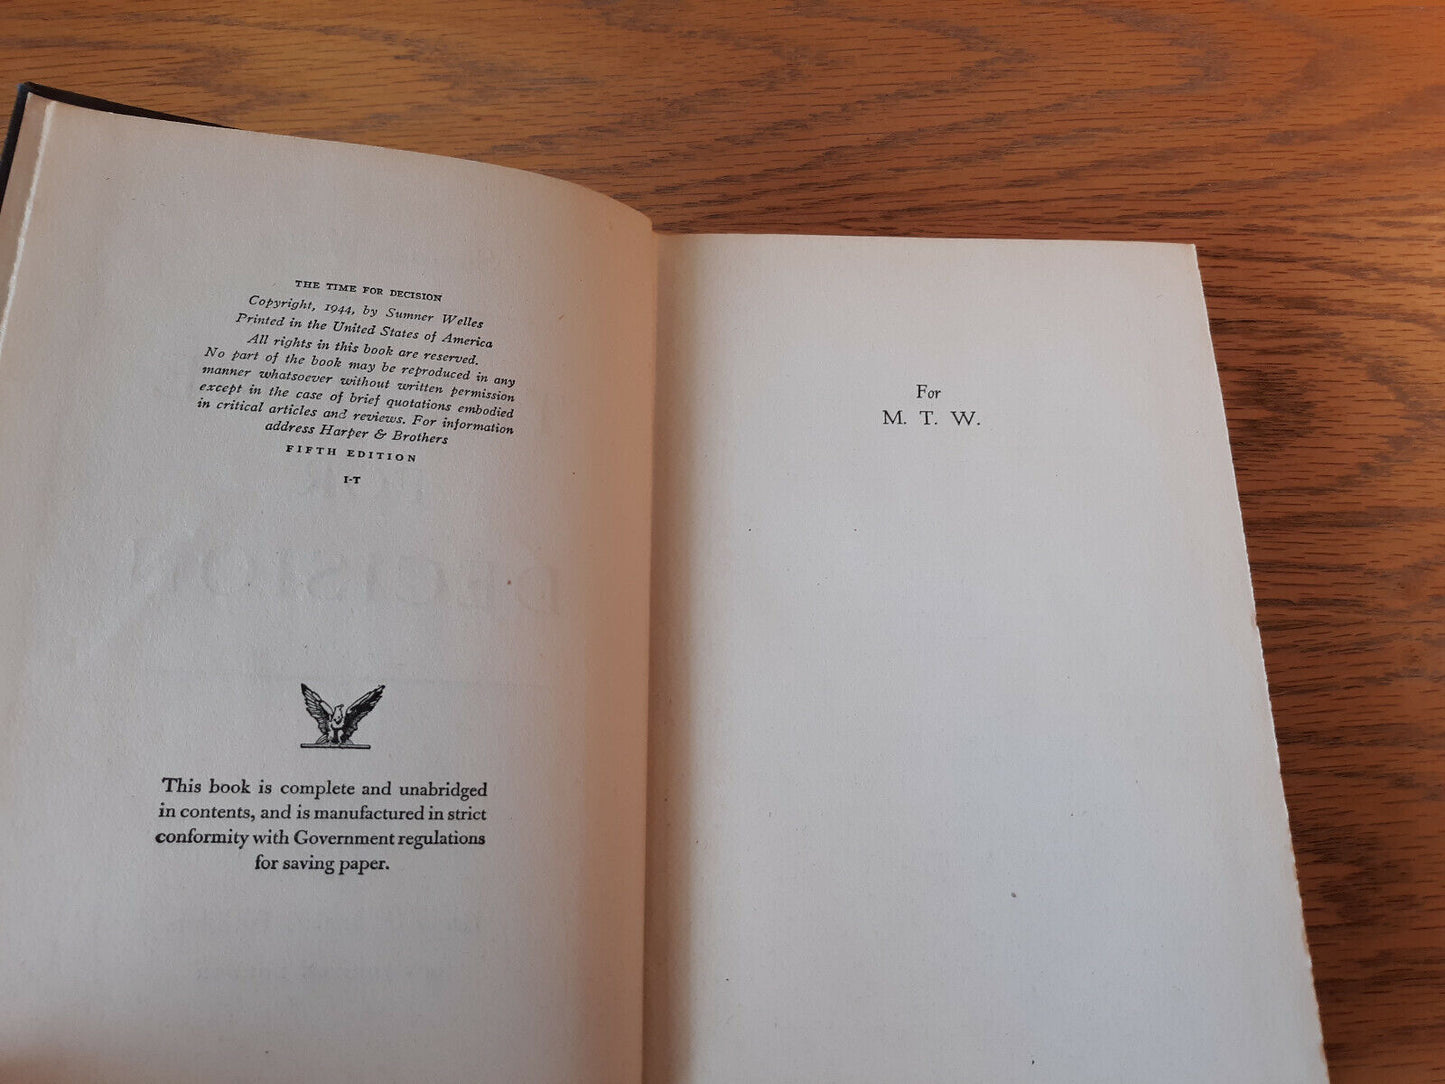 THE TIME FOR DECISION
Copyright, 1944, by Sumner Welles
Printed in the United States of America
All rights in this book are reserved.
No part of the book may be reproduced in any
manner whatsoever without written permission
except in the case of brief quotations embodied
in critical articles and reviews. For information
address Harper & Brothers
FIFTH EDITION
I-T
DECISION
This book is complete and unabridged
in contents, and is manufactured in strict
conformity with Government regulations
for saving paper.
For
M. T. W.